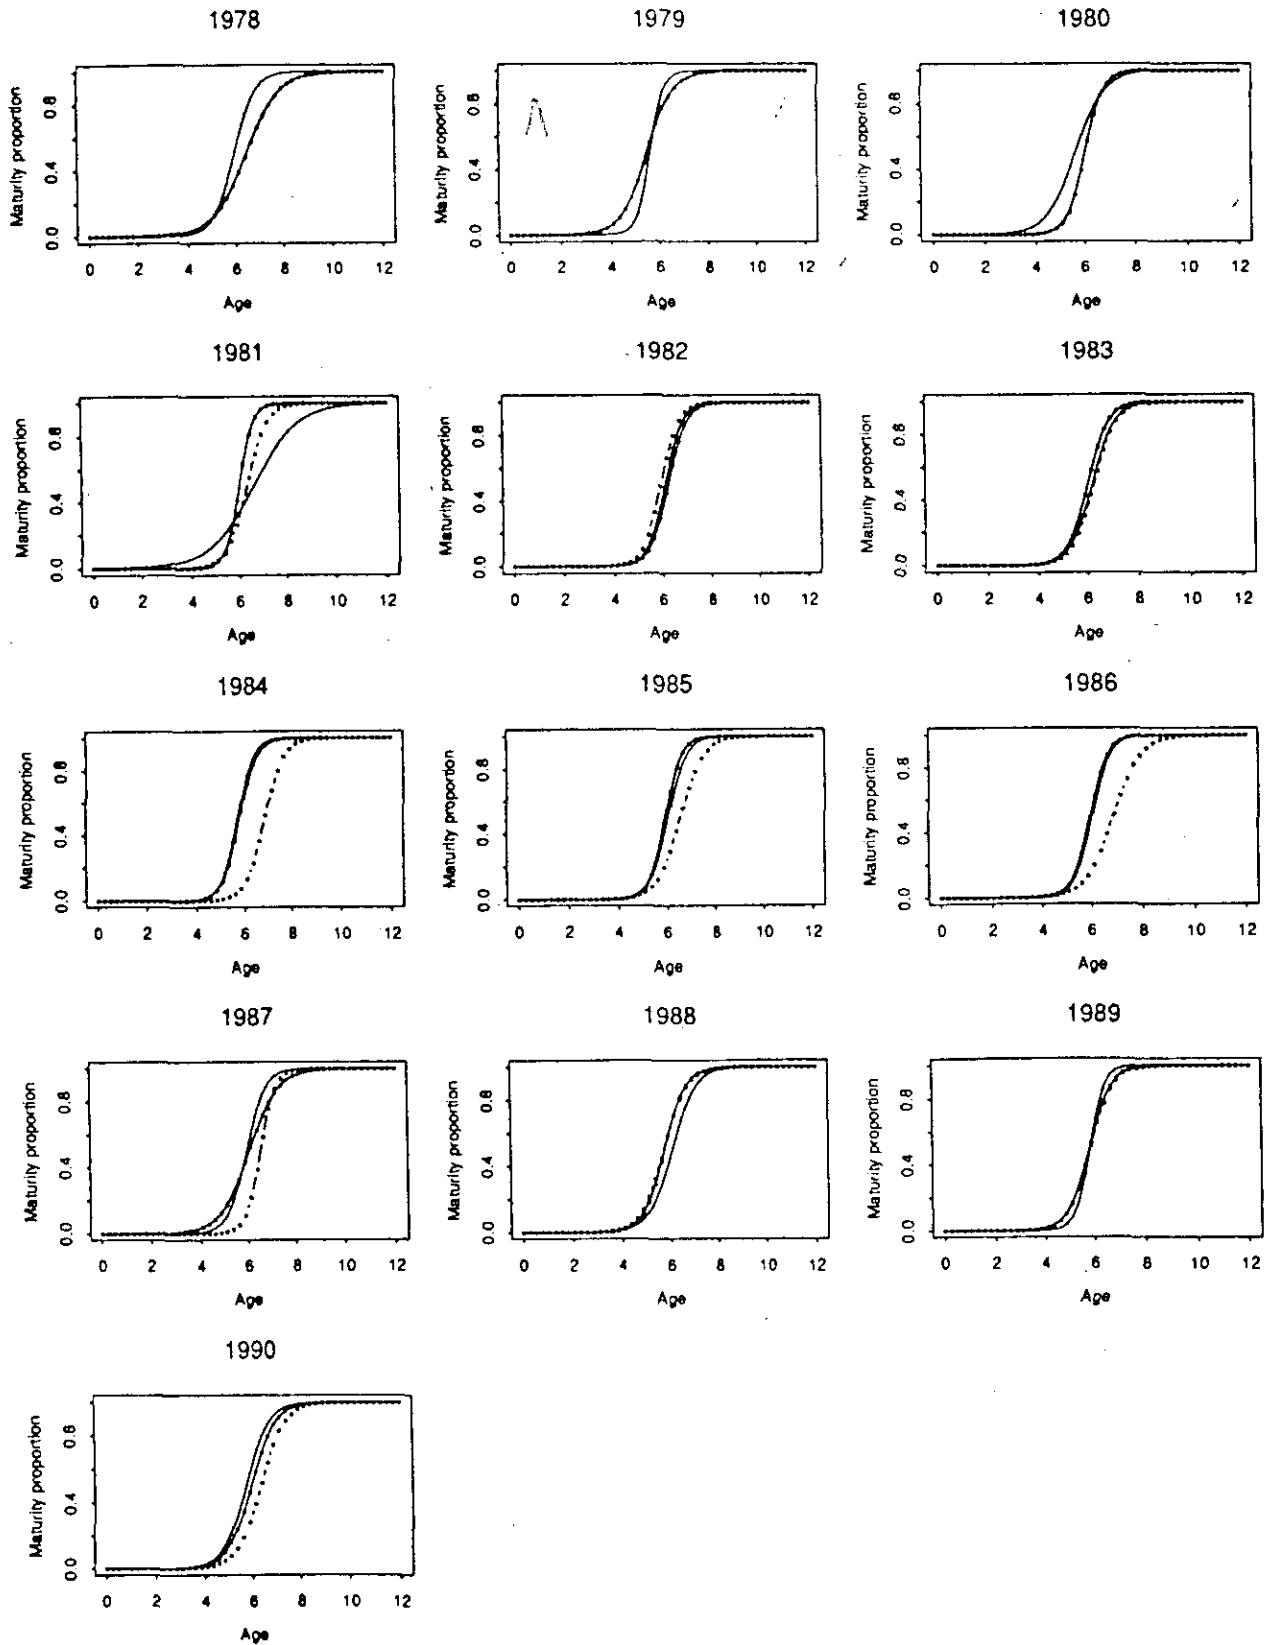 1978 1979 1980
Maturity proportion Maturity proportion Maturity proportion
0.0 0.4 0.8 0.0 0.4 0.8 0.0 0.4 0.8
0 2 4 6 8 10 12 0 2 4 6 8 10 12 0 2 4 6 8 10 12
Age Age Age
1981 1982 1983
Maturity proportion Maturity proportion Maturity proportion
0.0 0.4 0.8 0.0 0.4 0.8 0.0 0.4 0.8
0 2 4 6 8 10 12 0 2 4 6 8 10 12 0 2 4 6 8 10 12
Age Age Age
1984 1985 1986
Maturity proportion Maturity proportion Maturity proportion
0.0 0.4 0.8 0.0 0.4 0.8 0.0 0.4 0.8
0 2 4 6 8 10 12 0 2 4 6 8 10 12 0 2 4 6 8 10 12
Age Age Age
1987 1988 1989
Maturity proportion Maturity proportion Maturity proportion
0.0 0.4 0.8 0.0 0.4 0.8 0.0 0.4 0.8
0 2 4 6 8 10 12 0 2 4 6 8 10 12 0 2 4 6 8 10 12
Age Age Age
1990
Maturity proportion
0.0 0.4 0.8
0 2 4 6 8 10 12
Age